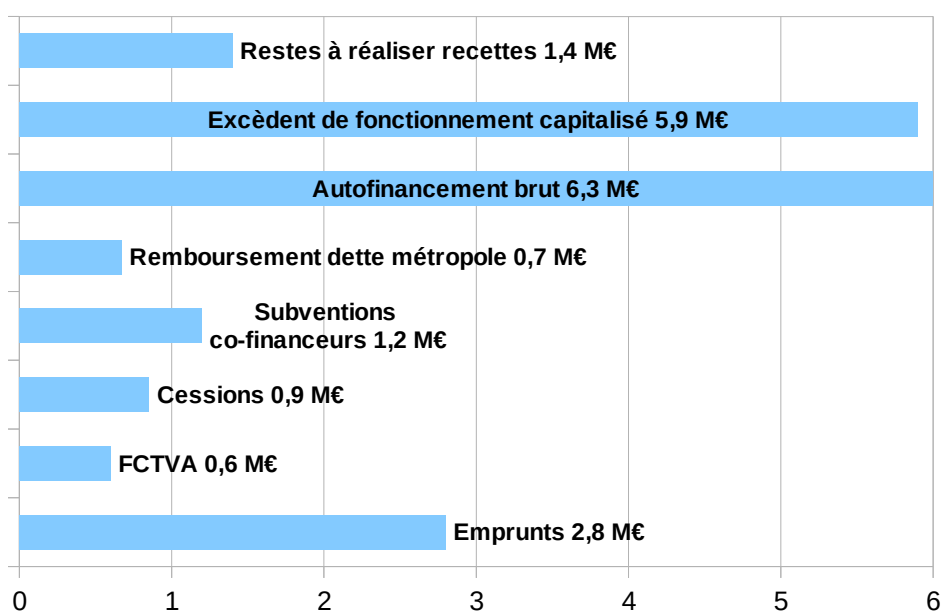 Restes à réaliser recettes 1,4 M€
Excèdent de fonctionnement capitalisé 5,9 M€
Autofinancement brut 6,3 M€
Remboursement dette métropole 0,7 M€
Subventions
co-financeurs 1,2 M€
Cessions 0,9 M€
FCTVA 0,6 M€
Emprunts 2,8 M€
0 1 2 3 4 5 6